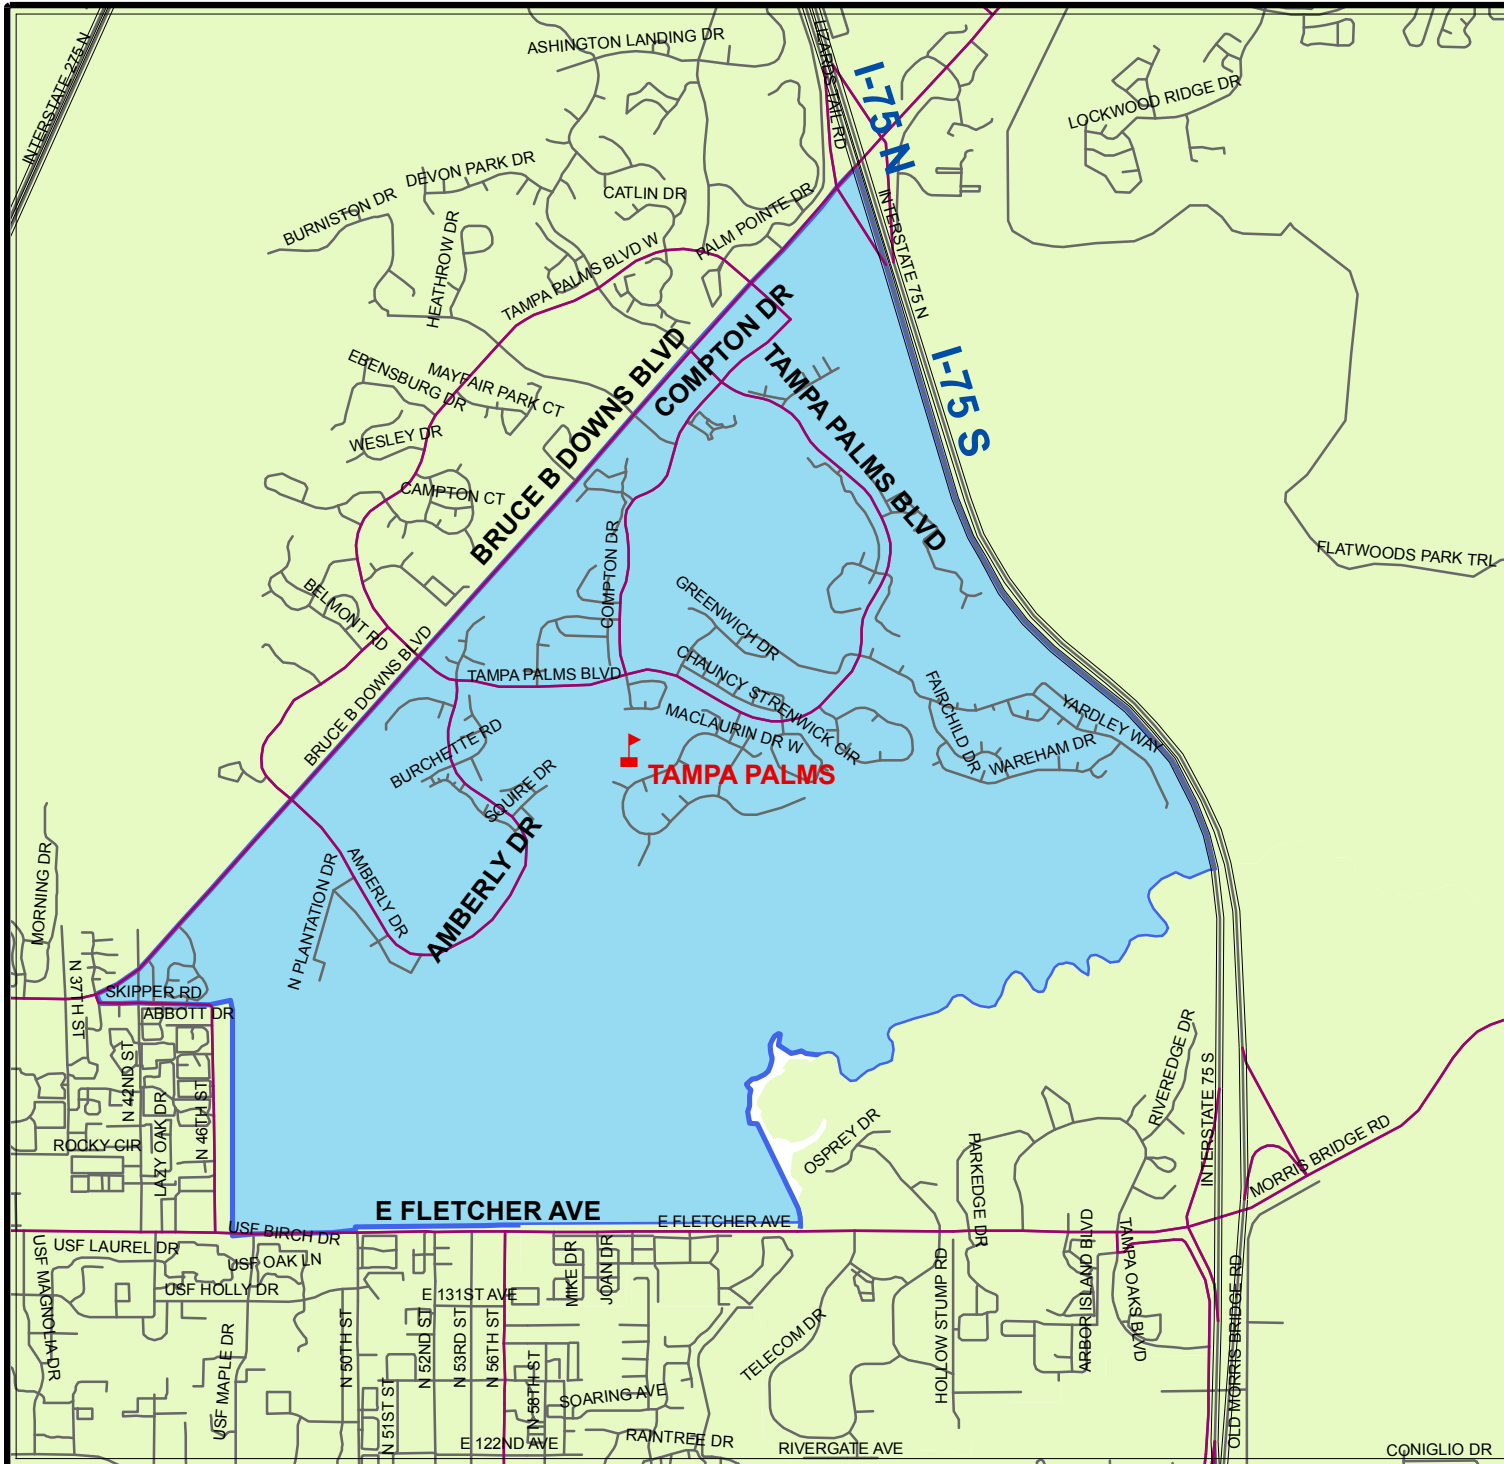 INTERSTATE 275 N
ASHINGTON LANDING DR
LIZARDS TAIL RD
I-75 N
LOCKWOOD RIDGE DR
DEVON PARK DR
BURNISTON DR
CATLIN DR
PALM POINTE DR
HEATHROW DR
TAMPA PALMS BLVD W
INTERSTATE 75 N
COMPTON DR
TAMPA PALMS BLVD
I-75 S
EBENSBURG DR
MAYFAIR PARK CT
BRUCE B DOWNS BLVD
WESLEY DR
CAMPTON CT
FLATWOODS PARK TRL
COMPTON DR
BELMONT RD
GREENWICH DR
BRUCE B DOWNS BLVD
TAMPA PALMS BLVD
CHAUNCY ST
RENWICK CIR
FAIRCHILD DR
YARDLEY WAY
MACLAURIN DR W
WAREHAM DR
BURCHETTE RD
SQUIRE DR
TAMPA PALMS
AMBERLY DR
AMBERLY DR
N PLANTATION DR
MORNING DR
N 37TH ST
SKIPPER RD
ABBOTT DR
N 42ND ST
LAZY OAK DR
N 46TH ST
ROCKY CIR
RIVEREDGE DR
OSPREY DR
PARKEDGE DR
INTERSTATE 75 S
MORRIS BRIDGE RD
E FLETCHER AVE
E FLETCHER AVE
USF BIRCH DR
USF LAUREL DR
USF OAK LN
USF HOLLY DR
USF MAGNOLIA DR
USF MAPLE DR
E 131ST AVE
MIKE DR
JOAN DR
N 50TH ST
N 51ST ST
N 52ND ST
N 53RD ST
N 56TH ST
N 58TH ST
SOARING AVE
E 122ND AVE
RAINTREE DR
TELECOM DR
RIVERGATE AVE
HOLLOW STUMP RD
ARBOR ISLAND BLVD
TAMPA OAKS BLVD
OLD MORRIS BRIDGE RD
CONIGLIO DR